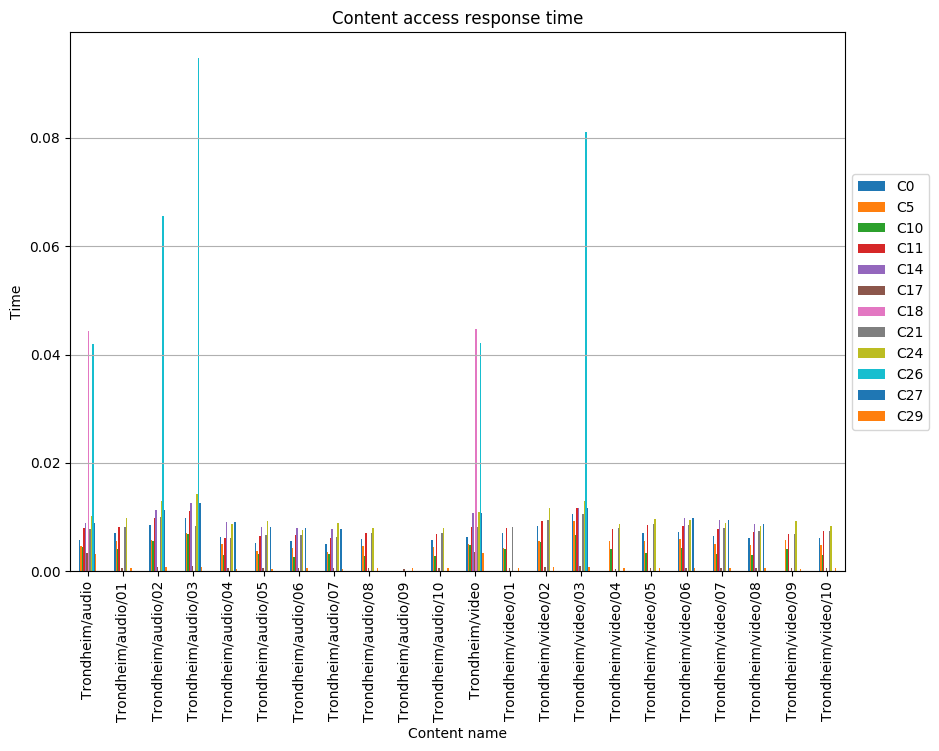 Content access response time
Time
0.08
0.06
0.04
0.02
0.00
C0
C5
C10
C11
C14
C17
C18
C21
C24
C26
C27
C29
Trondheim/audio
Trondheim/audio/01
Trondheim/audio/02
Trondheim/audio/03
Trondheim/audio/04
Trondheim/audio/05
Trondheim/audio/06
Trondheim/audio/07
Trondheim/audio/08
Trondheim/audio/09
Trondheim/audio/10
Trondheim/video
Trondheim/video/01
Trondheim/video/02
Trondheim/video/03
Trondheim/video/04
Trondheim/video/05
Trondheim/video/06
Trondheim/video/07
Trondheim/video/08
Trondheim/video/09
Trondheim/video/10
Content name